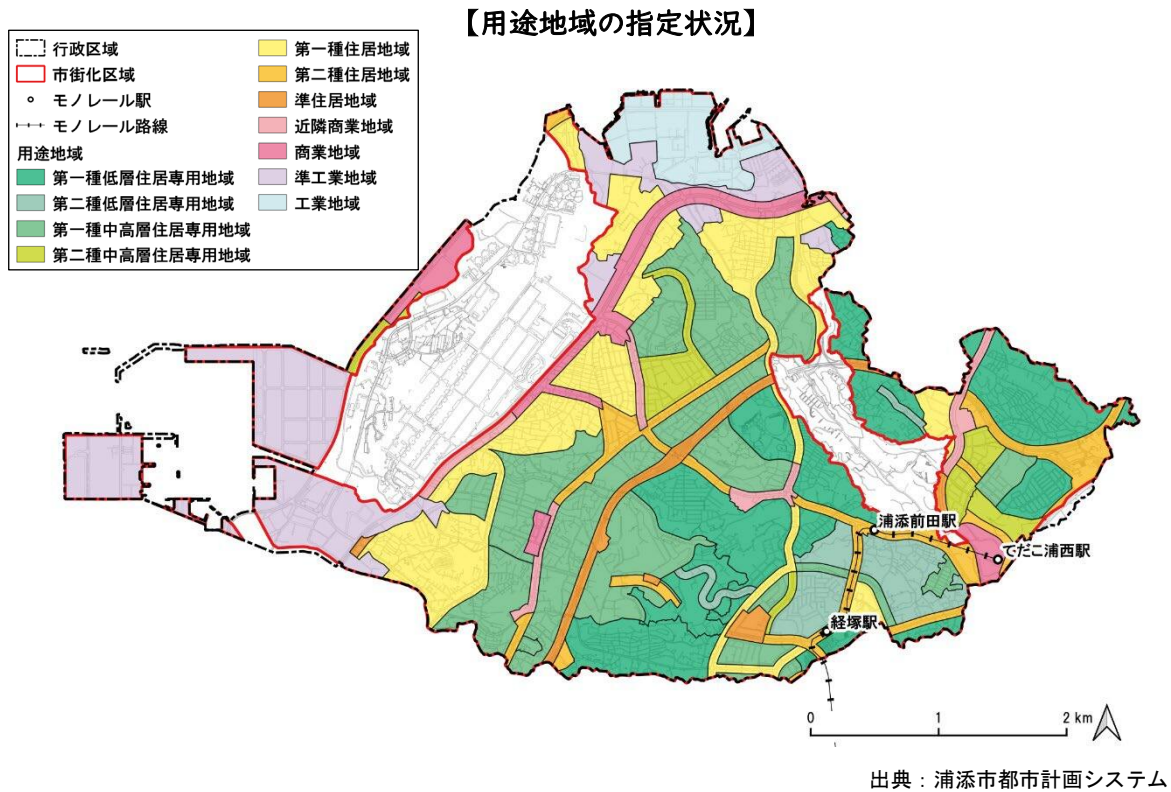 【用途地域の指定状況】
行政区域
市街化区域
モノレール駅
モノレール路線
用途地域
第一種低層住居専用地域
第二種低層住居専用地域
第一種中高層住居専用地域
第二種中高層住居専用地域
第一種住居地域
第二種住居地域
準住居地域
近隣商業地域
商業地域
準工業地域
工業地域
浦添前田駅
てだこ浦西駅
経塚駅
0 1 2 km
出典：浦添市都市計画システム